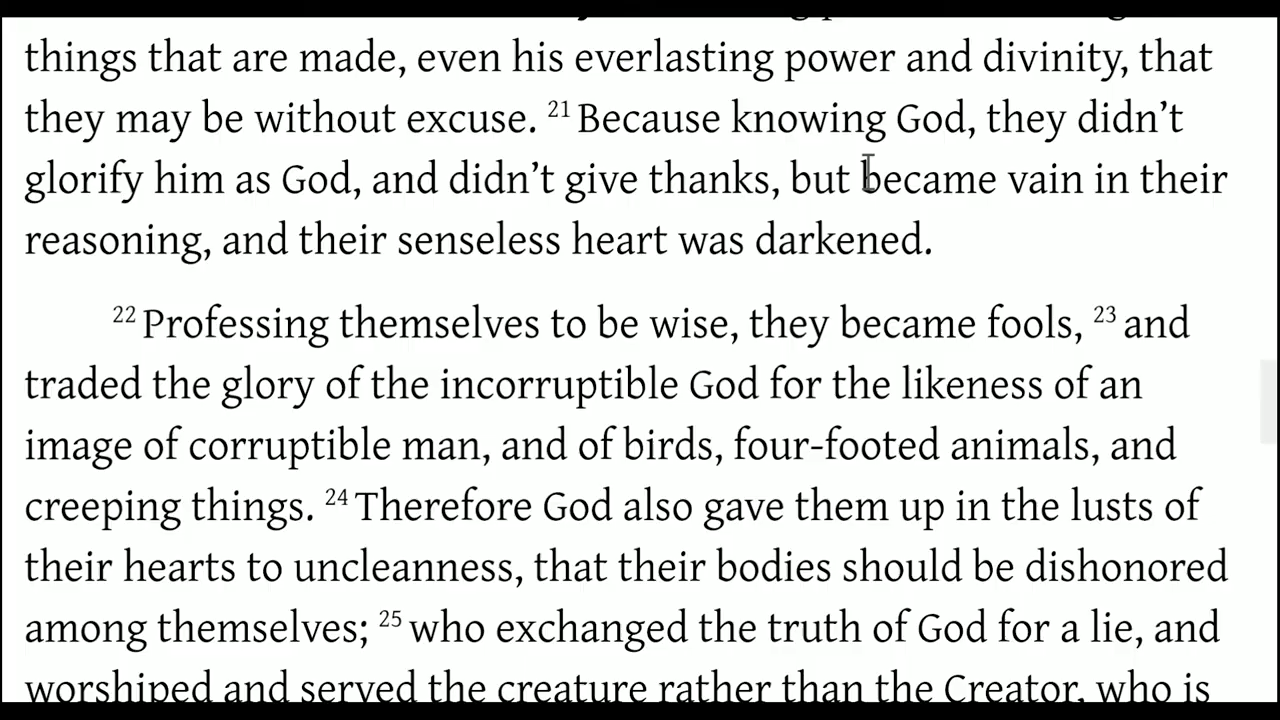 things that are made, even his everlasting power and divinity, that
they may be without excuse. 21 Because knowing God, they didn’t
glorify him as God, and didn’t give thanks, but became vain in their
reasoning, and their senseless heart was darkened.
22 Professing themselves to be wise, they became fools, 23 and
traded the glory of the incorruptible God for the likeness of an
image of corruptible man, and of birds, four-footed animals, and
creeping things. 24 Therefore God also gave them up in the lusts of
their hearts to uncleanness, that their bodies should be dishonored
among themselves; 25 who exchanged the truth of God for a lie, and
worshiped and served the creature rather than the Creator, who is